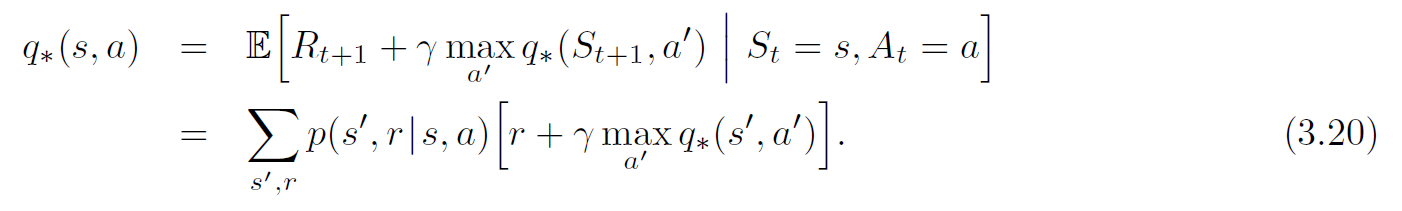 q∗(s, a) = 𝔼[R_{t+1} + γ max_{a′} q∗(S_{t+1}, a′) | S_t = s, A_t = a]
= ∑_{s′,r} p(s′, r|s, a)[r + γ max_{a′} q∗(s′, a′)]. (3.20)